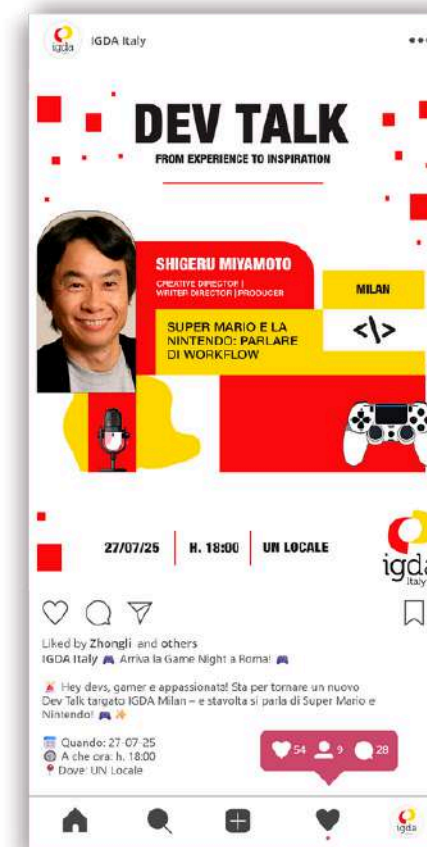 igda
IGDA Italy
DEV TALK
FROM EXPERIENCE TO INSPIRATION
SHIGERU MIYAMOTO
CREATIVE DIRECTOR |
WRITER DIRECTOR | PRODUCER
MILAN
SUPER MARIO E LA
NINTENDO: PARLARE
DI WORKFLOW
<\>
27/07/25
H. 18:00
UN LOCALE
igda
Italy
Liked by Zhongli and others
IGDA Italy 🎮 Arriva la Game Night a Roma! 🎮
🎉 Hey devs, gamer e appassionata! Sta per tornare un nuovo
Dev Talk targato IGDA Milan – e stavolta si parla di Super Mario e
Nintendo! 🎮 ✨
🗓️ Quando: 27-07-25
🕕 A che ora: h. 18:00
📍 Dove: UN Locale
54 9 28
igda